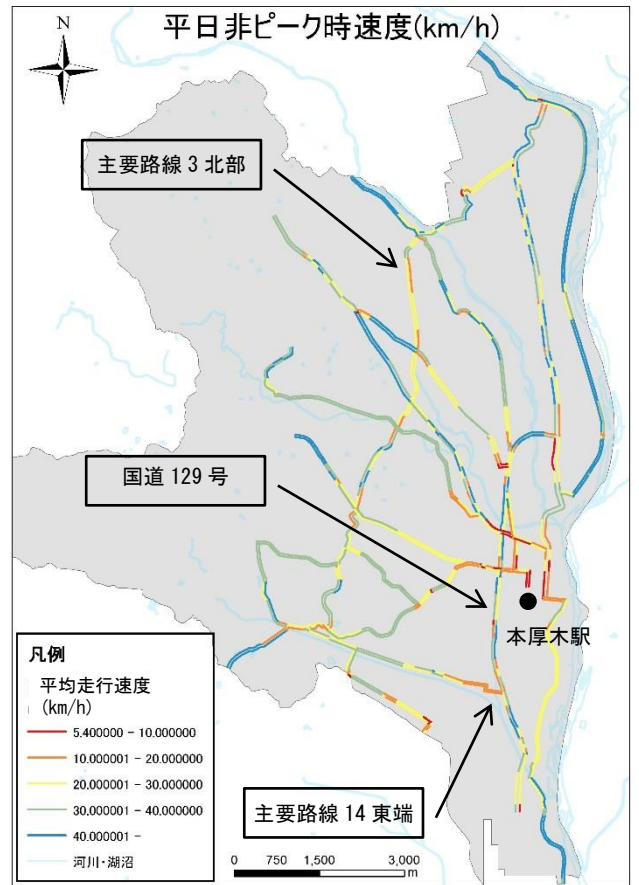 平日非ピーク時速度(km/h)
N
主要路線 3 北部
国道 129 号
本厚木駅
凡例
平均走行速度
(km/h)
5.400000 - 10.000000
10.000001 - 20.000000
20.000001 - 30.000000
30.000001 - 40.000000
40.000001 -
河川・湖沼
主要路線 14 東端
0 750 1,500 3,000
m